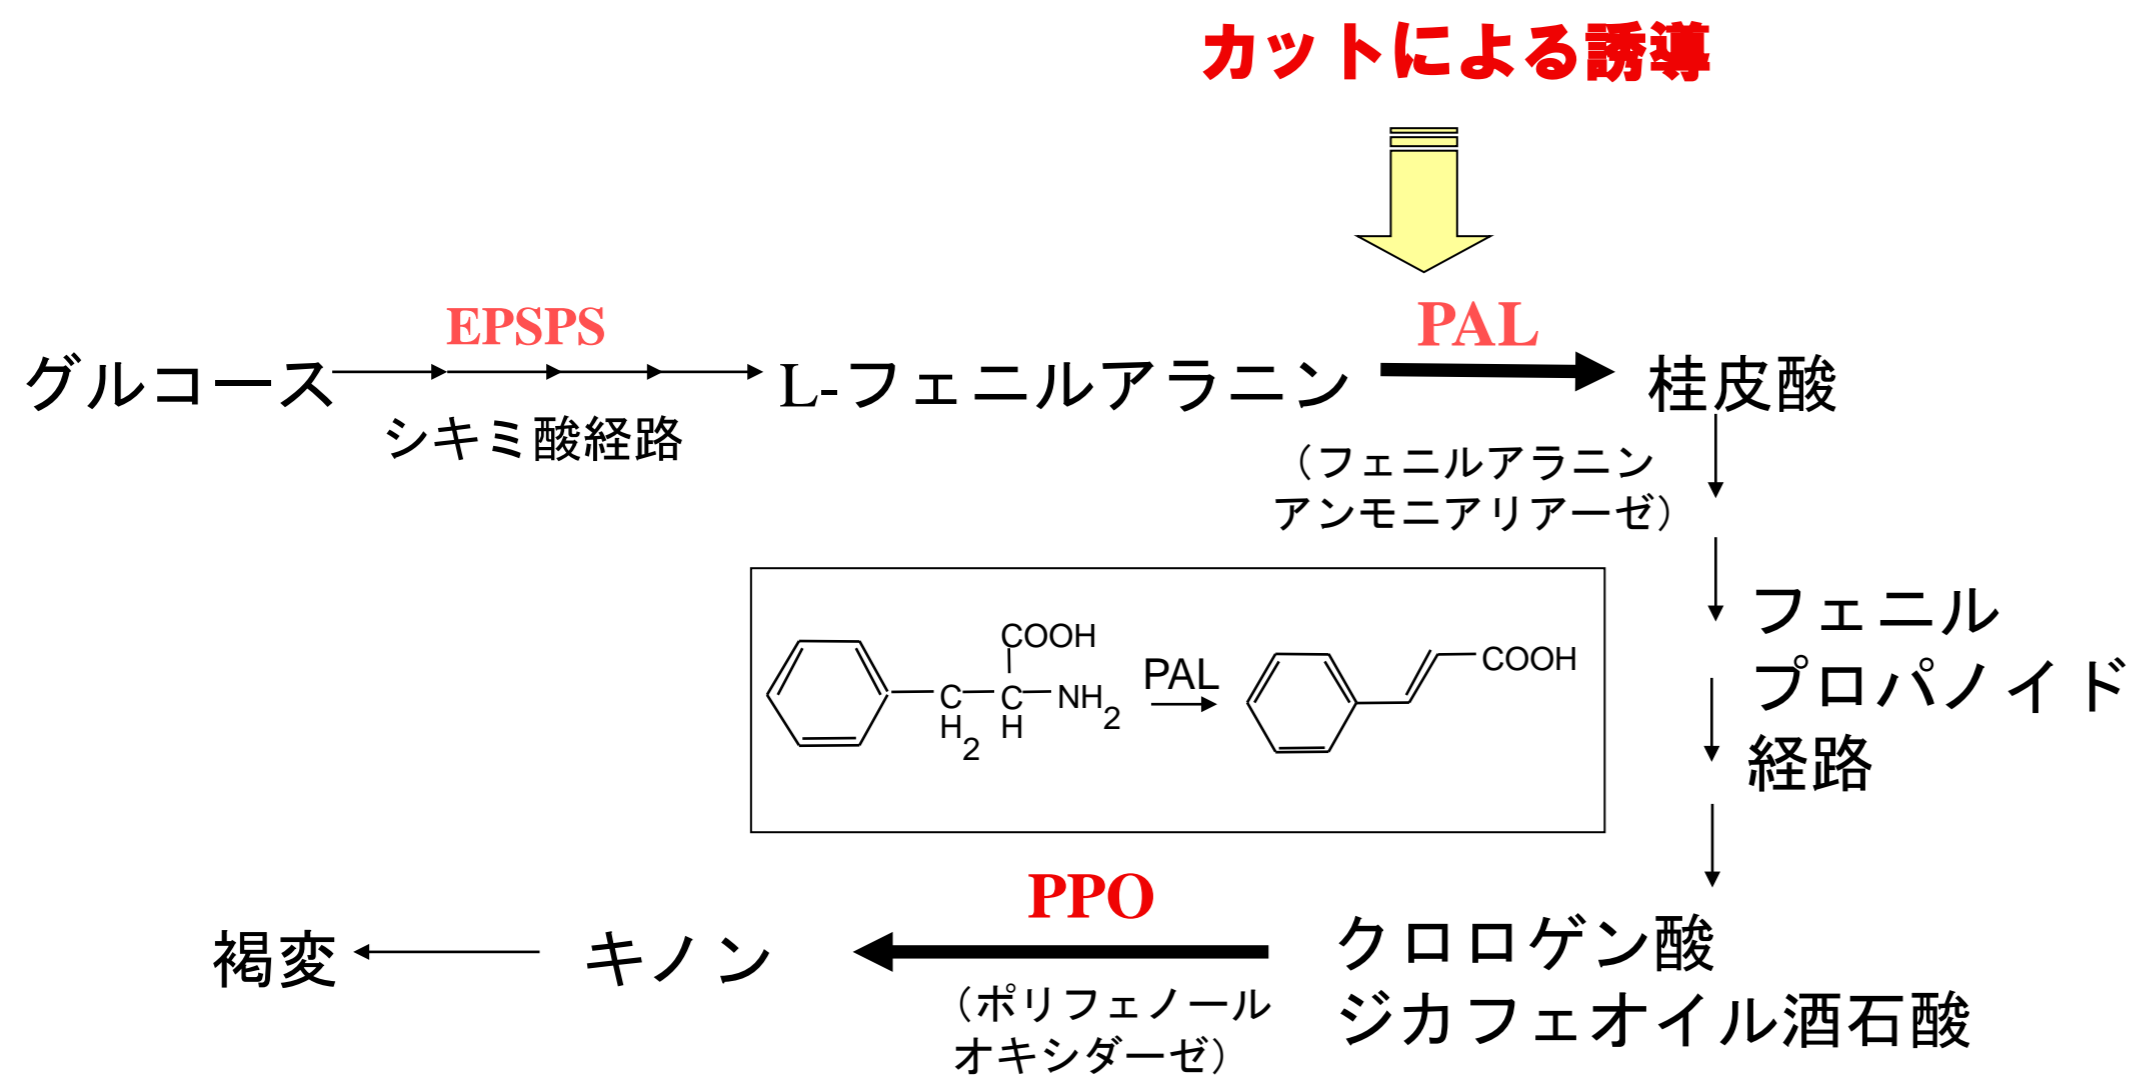 カットによる誘導
EPSPS
PAL
グルコース
L-フェニルアラニン
桂皮酸
シキミ酸経路
（フェニルアラニン
アンモニアリアーゼ）
フェニル
プロパノイド
経路
COOH
C
H2
C
H
NH2
PAL
COOH
PPO
クロロゲン酸
ジカフェオイル酒石酸
キノン
褐変
（ポリフェノール
オキシダーゼ）